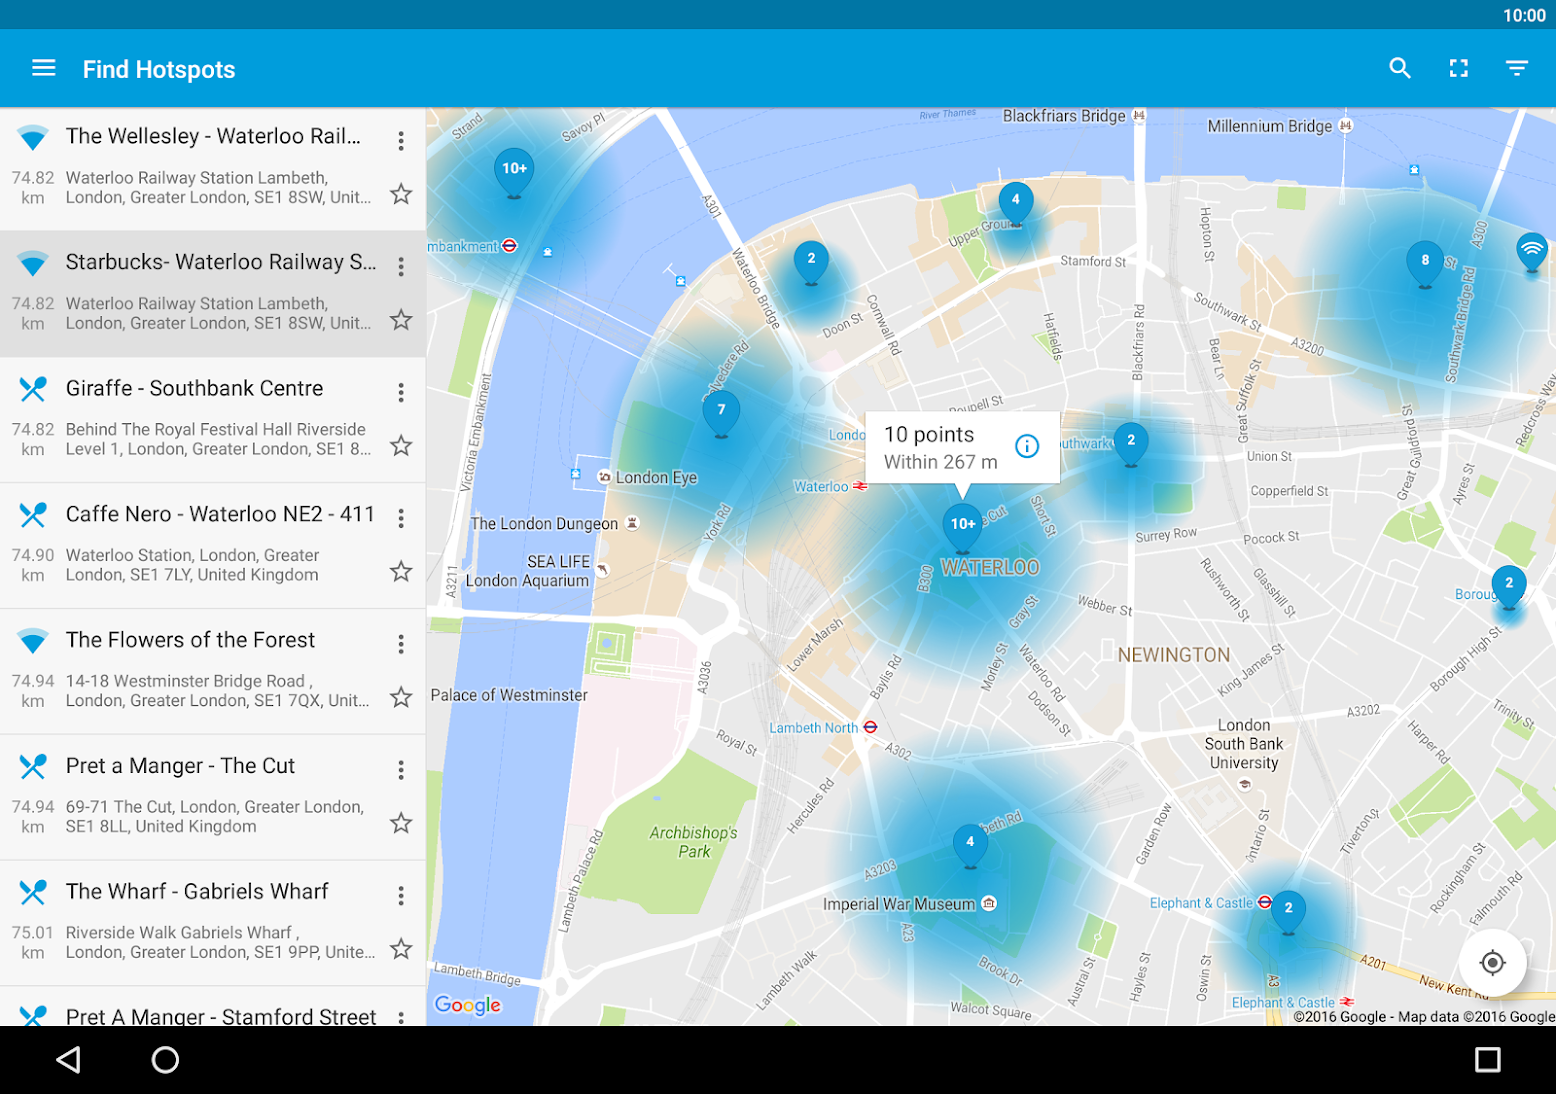 10:00
Find Hotspots
The Wellesley - Waterloo Rail...
74.82 km
Waterloo Railway Station Lambeth,
London, Greater London, SE1 8SW, Unit...
Starbucks- Waterloo Railway S...
74.82 km
Waterloo Railway Station Lambeth,
London, Greater London, SE1 8SW, Unit...
Giraffe - Southbank Centre
74.82 km
Behind The Royal Festival Hall Riverside
Level 1, London, Greater London, SE1 8...
Caffe Nero - Waterloo NE2 - 411
74.90 km
Waterloo Station, London, Greater
London, SE1 7LY, United Kingdom
The Flowers of the Forest
74.94 km
14-18 Westminster Bridge Road ,
London, Greater London, SE1 7QX, Unit...
Pret a Manger - The Cut
74.94 km
69-71 The Cut, London, Greater London,
SE1 8LL, United Kingdom
The Wharf - Gabriels Wharf
75.01 km
Riverside Walk Gabriels Wharf ,
London, Greater London, SE1 9PP, Unite...
Pret A Manger - Stamford Street
Strand
Savoy Pl
River Thames
Blackfriars Bridge
Millennium Bridge
10+
A301
4
Upper Ground
Hopton St
A300
mbankment
2
Stamford St
8
St
Waterloo Bridge
Doon St
Cornwall Rd
Hatfields
Blackfriars Rd
Southwark St
A3200
Bear Ln
Great Suffolk St
Southwark Bridge Rd
Redcross Way
Belvedere Rd
7
Roupell St
Londo
10 points
Within 267 m
outhwark
2
Union St
Great Guildford St
Victoria Embankment
London Eye
Waterloo
Copperfield St
Ayres St
The London Dungeon
York Rd
10+
e Cut
Short St
Surrey Row
Pocock St
SEA LIFE
London Aquarium
A3211
B300
WATERLOO
Rushworth St
Glasshill St
2
Borough
Webber St
Gray St
Lower Marsh
Borough High St
NEWINGTON
Palace of Westminster
A3036
Baylis Rd
Morley St
Waterloo Rd
King James St
Dodson St
A3202
Trinity St
Lambeth North
Royal St
A302
London
South Bank
University
Harper Rd
Hercules Rd
Archbishop's
Park
4
beth Rd
Garden Row
Ontario St
Tiverton St
Lambeth Palace Rd
A3203
Imperial War Museum
Elephant & Castle
2
Rockingham St
Falmouth Rd
A23
Lambeth Bridge
Lambeth Walk
Brook Dr
Austral St
Hayles St
Oswin St
A3
A201
New Kent Rd
Google
Walcot Square
Elephant & Castle
©2016 Google - Map data ©2016 Google